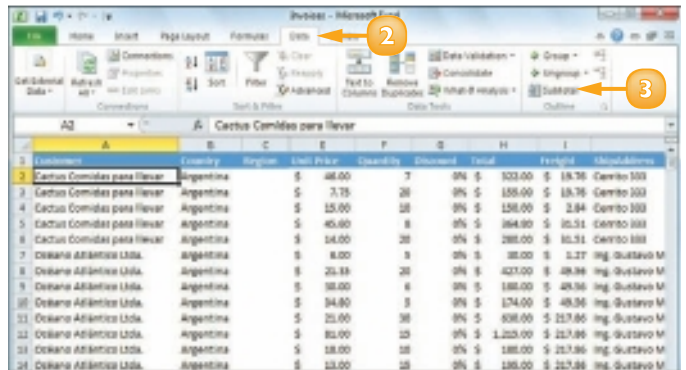 Invoices - Microsoft Excel
File Home Insert Page Layout Formulas Data
2
Get External Data Refresh All Connections Properties Edit Links Sort Filter Clear Reapply Advanced Text to Columns Remove Duplicates Data Validation Consolidate What-If Analysis Group Ungroup Subtotal
3
Connections Sort & Filter Data Tools Outline
A2 fx Cactus Comidas para llevar
A B C E F G H I
1 Customer Country Region Unit Price Quantity Discount Total Freight ShipAddress
2 Cactus Comidas para llevar Argentina $ 46.00 7 0% $ 322.00 $ 19.76 Cerrito 333
3 Cactus Comidas para llevar Argentina $ 7.75 20 0% $ 155.00 $ 19.76 Cerrito 333
4 Cactus Comidas para llevar Argentina $ 15.00 10 0% $ 150.00 $ 2.84 Cerrito 333
5 Cactus Comidas para llevar Argentina $ 45.60 8 0% $ 364.80 $ 31.51 Cerrito 333
6 Cactus Comidas para llevar Argentina $ 14.00 20 0% $ 280.00 $ 31.51 Cerrito 333
7 Océano Atlántico Ltda. Argentina $ 6.00 5 0% $ 30.00 $ 1.27 Ing. Gustavo M
8 Océano Atlántico Ltda. Argentina $ 21.35 20 0% $ 427.00 $ 49.56 Ing. Gustavo M
9 Océano Atlántico Ltda. Argentina $ 30.00 6 0% $ 180.00 $ 49.56 Ing. Gustavo M
10 Océano Atlántico Ltda. Argentina $ 34.80 5 0% $ 174.00 $ 49.56 Ing. Gustavo M
11 Océano Atlántico Ltda. Argentina $ 21.00 30 0% $ 630.00 $ 217.86 Ing. Gustavo M
12 Océano Atlántico Ltda. Argentina $ 81.00 15 0% $ 1,215.00 $ 217.86 Ing. Gustavo M
13 Océano Atlántico Ltda. Argentina $ 18.00 10 0% $ 180.00 $ 217.86 Ing. Gustavo M
14 Océano Atlántico Ltda. Argentina $ 13.00 15 0% $ 195.00 $ 217.86 Ing. Gustavo M